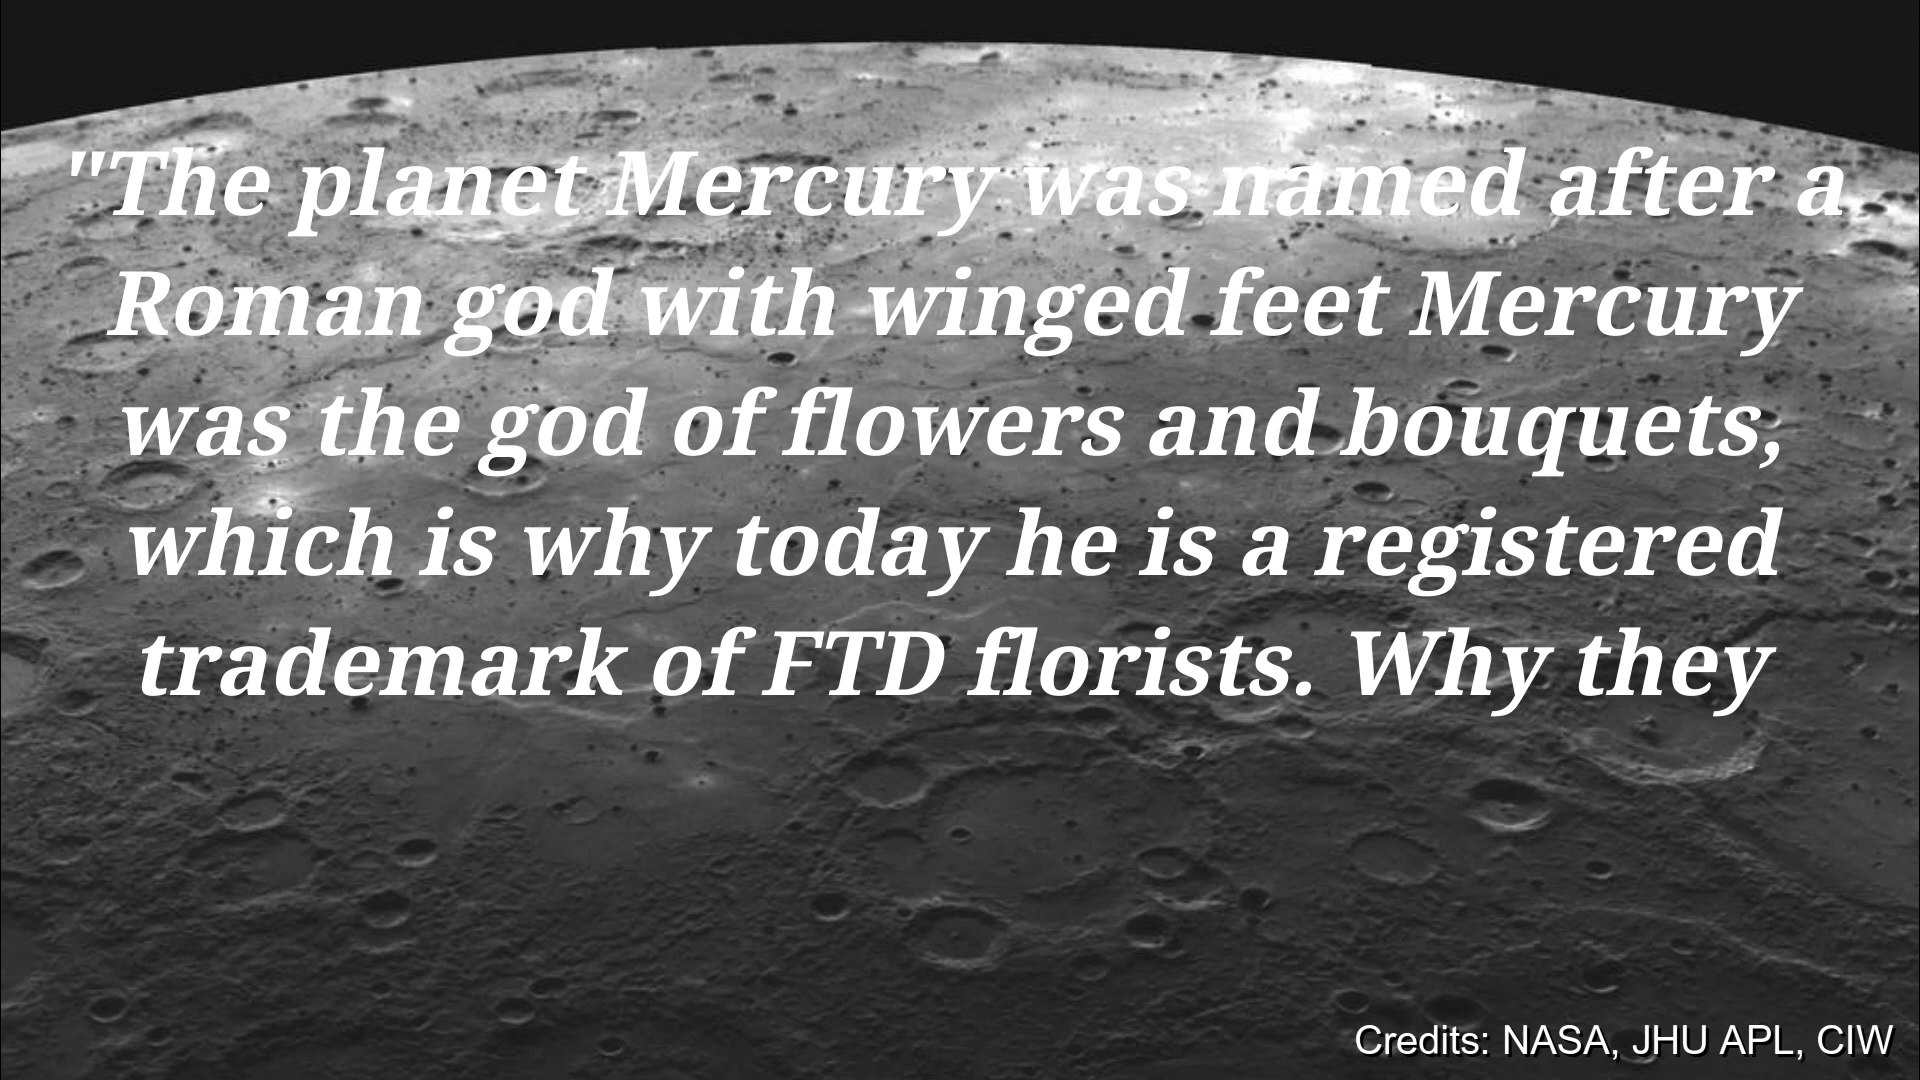 "The planet Mercury was named after a
Roman god with winged feet Mercury
was the god of flowers and bouquets,
which is why today he is a registered
trademark of FTD florists. Why they
Credits: NASA, JHU APL, CIW